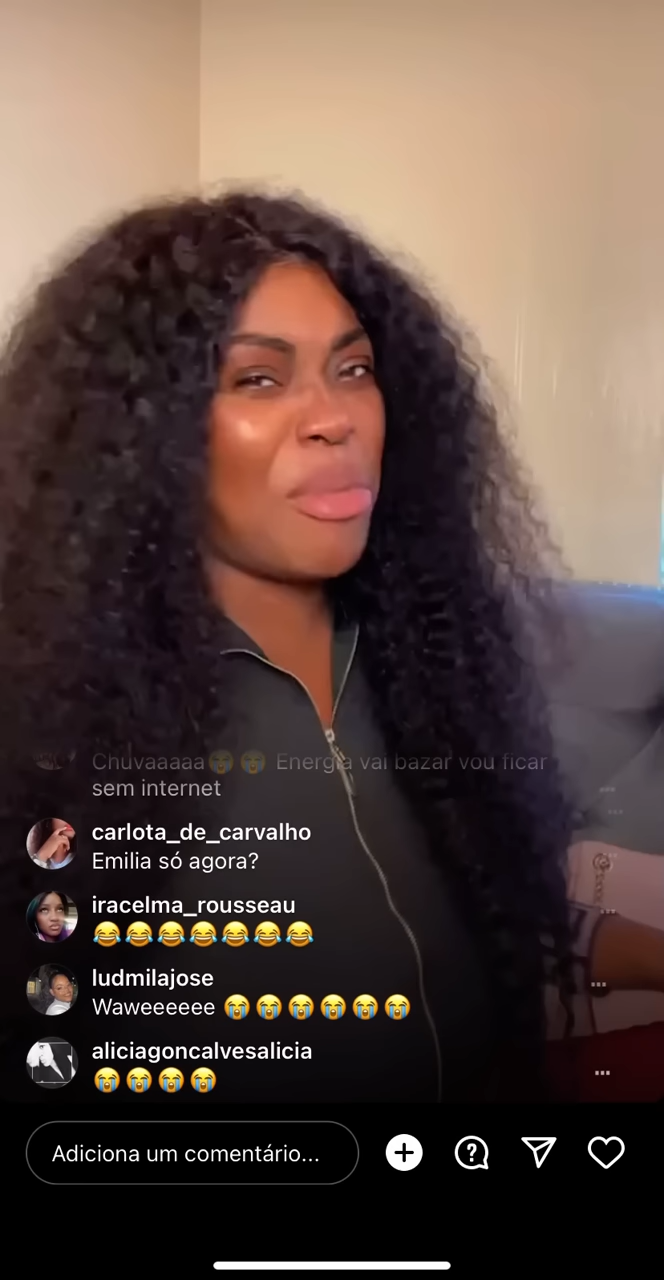 Chuvaaaaa😭😭 Energia vai bazar vou ficar
sem internet
carlota_de_carvalho
Emilia só agora?
iracelma_rousseau
😂😂😂😂😂😂😂
ludmilajose
Waweeeeee 😭😭😭😭😭😭
aliciagoncalvesalicia
😭😭😭😭
Adiciona um comentário...